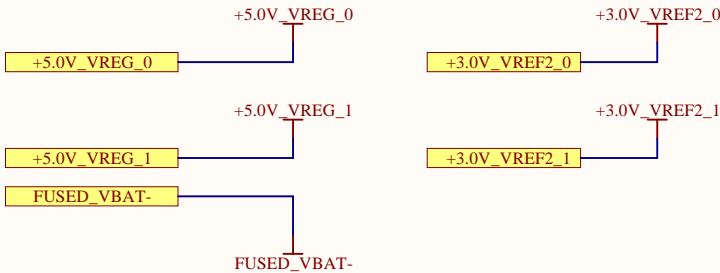 +5.0V_VREG_0
+3.0V_VREF2_0
+5.0V_VREG_0
+3.0V_VREF2_0
+5.0V_VREG_1
+3.0V_VREF2_1
+5.0V_VREG_1
+3.0V_VREF2_1
FUSED_VBAT-
FUSED_VBAT-